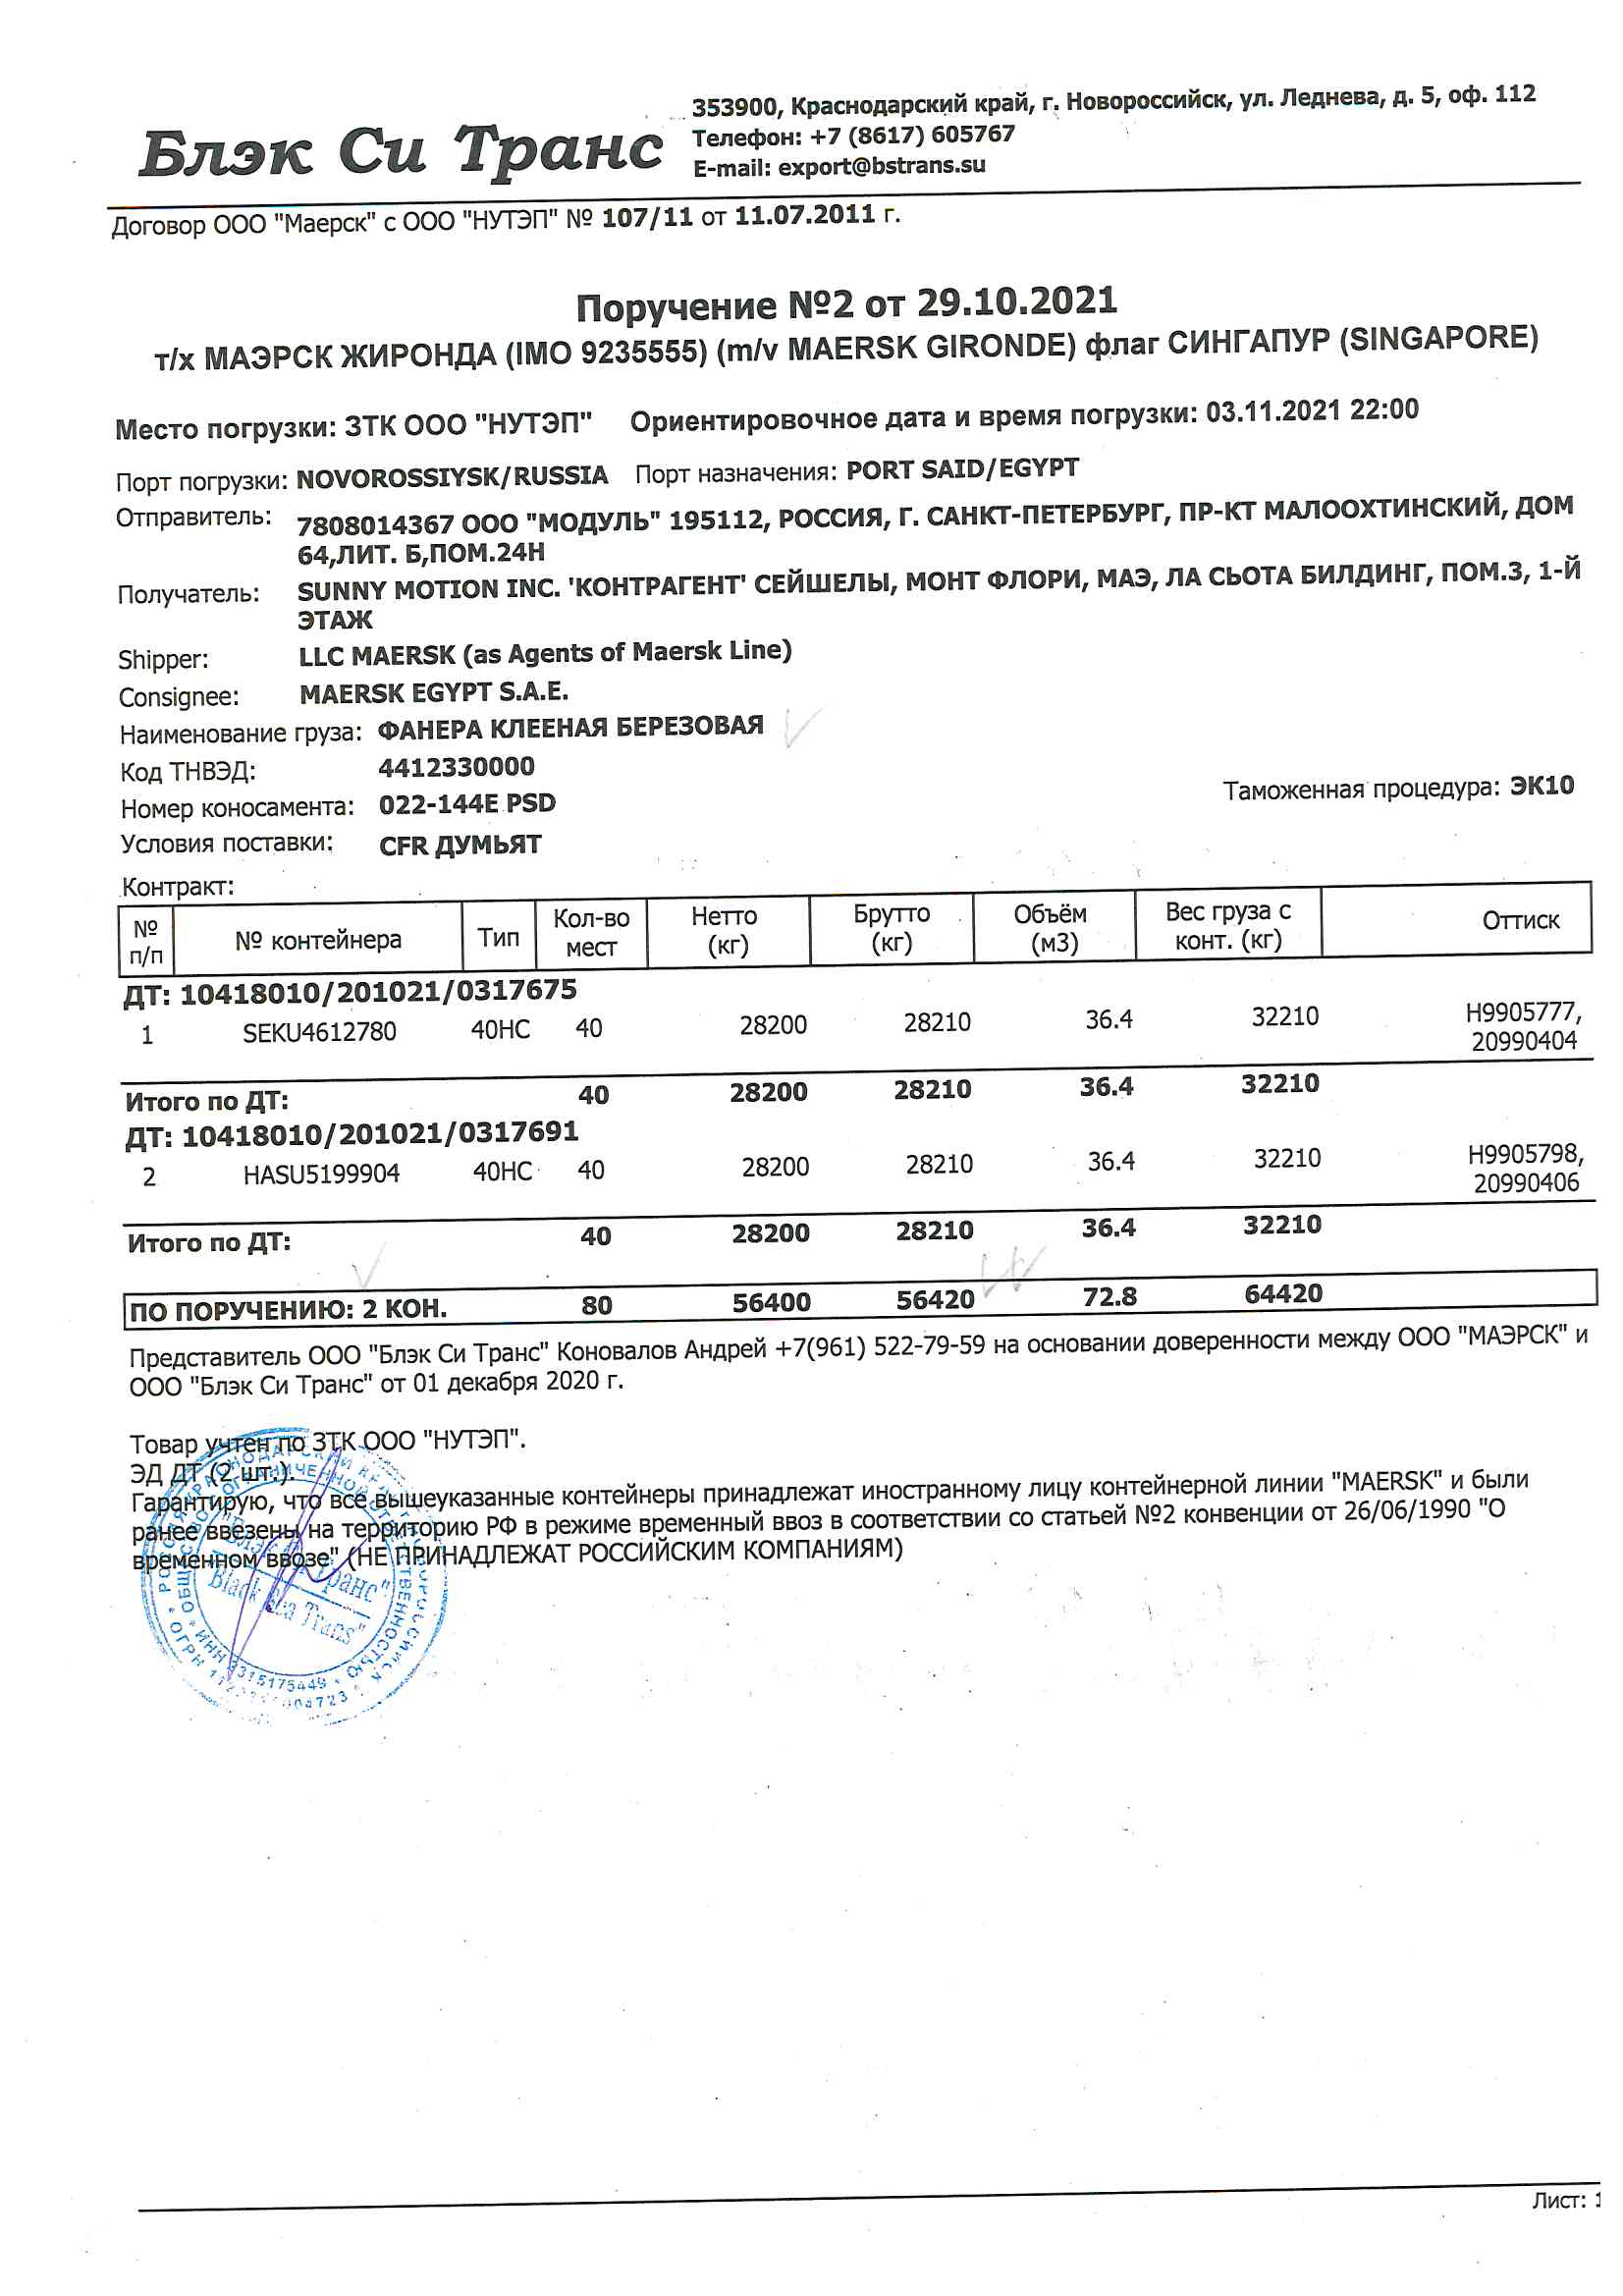 Блэк Си Транс
353900, Краснодарский край, г. Новороссийск, ул. Леднева, д. 5, оф. 112
Телефон: +7 (8617) 605767
E-mail: export@bstrans.su
Договор ООО "Маерск" с ООО "НУТЭП" № 107/11 от 11.07.2011 г.
Поручение №2 от 29.10.2021
т/х МАЭРСК ЖИРОНДА (IMO 9235555) (m/v MAERSK GIRONDE) флаг СИНГАПУР (SINGAPORE)
Место погрузки: ЗТК ООО "НУТЭП" Ориентировочное дата и время погрузки: 03.11.2021 22:00
Порт погрузки: NOVOROSSIYSK/RUSSIA Порт назначения: PORT SAID/EGYPT
Отправитель: 7808014367 ООО "МОДУЛЬ" 195112, РОССИЯ, Г. САНКТ-ПЕТЕРБУРГ, ПР-КТ МАЛООХТИНСКИЙ, ДОМ
64,ЛИТ. Б,ПОМ.24Н
Получатель: SUNNY MOTION INC. 'КОНТРАГЕНТ' СЕЙШЕЛЫ, МОНТ ФЛОРИ, МАЭ, ЛА СЬОТА БИЛДИНГ, ПОМ.3, 1-Й
ЭТАЖ
Shipper: LLC MAERSK (as Agents of Maersk Line)
Consignee: MAERSK EGYPT S.A.E.
Наименование груза: ФАНЕРА КЛЕЕНАЯ БЕРЕЗОВАЯ
Код ТНВЭД: 4412330000
Номер коносамента: 022-144E PSD Таможенная процедура: ЭК10
Условия поставки: CFR ДУМЬЯТ
Контракт:
№ п/п № контейнера Тип Кол-во мест Нетто (кг) Брутто (кг) Объём (м3) Вес груза с конт. (кг) Оттиск
ДТ: 10418010/201021/0317675
1 SEKU4612780 40HC 40 28200 28210 36.4 32210 H9905777,
20990404
Итого по ДТ: 40 28200 28210 36.4 32210
ДТ: 10418010/201021/0317691
2 HASU5199904 40HC 40 28200 28210 36.4 32210 H9905798,
20990406
Итого по ДТ: 40 28200 28210 36.4 32210
ПО ПОРУЧЕНИЮ: 2 КОН. 80 56400 56420 72.8 64420
Представитель ООО "Блэк Си Транс" Коновалов Андрей +7(961) 522-79-59 на основании доверенности между ООО "МАЭРСК" и
ООО "Блэк Си Транс" от 01 декабря 2020 г.
Товар учтен по ЗТК ООО "НУТЭП".
ЭД ДТ (2 шт.).
Гарантирую, что все вышеуказанные контейнеры принадлежат иностранному лицу контейнерной линии "MAERSK" и были
ранее ввезены на территорию РФ в режиме временный ввоз в соответствии со статьей №2 конвенции от 26/06/1990 "О
временном ввозе" (НЕ ПРИНАДЛЕЖАТ РОССИЙСКИМ КОМПАНИЯМ)
"Блэк Си Транс"
"Black Sea Trans"
Лист: 1